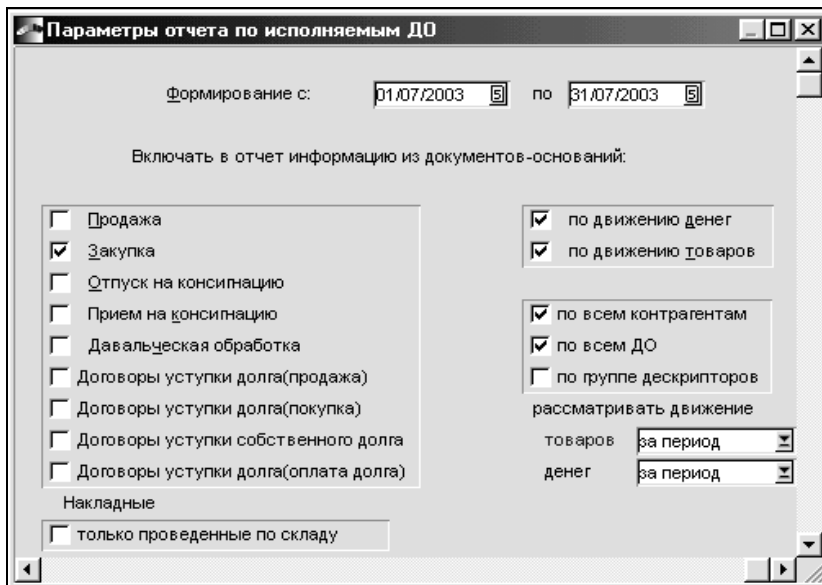 Параметры отчета по исполняемым ДО
Формирование с: 01/07/2003 5 по 31/07/2003 5
Включать в отчет информацию из документов-оснований:
Продажа
Закупка
Отпуск на консигнацию
Прием на консигнацию
Давальческая обработка
Договоры уступки долга(продажа)
Договоры уступки долга(покупка)
Договоры уступки собственного долга
Договоры уступки долга(оплата долга)
Накладные
только проведенные по складу
по движению денег
по движению товаров
по всем контрагентам
по всем ДО
по группе дескрипторов
рассматривать движение
товаров за период
денег за период